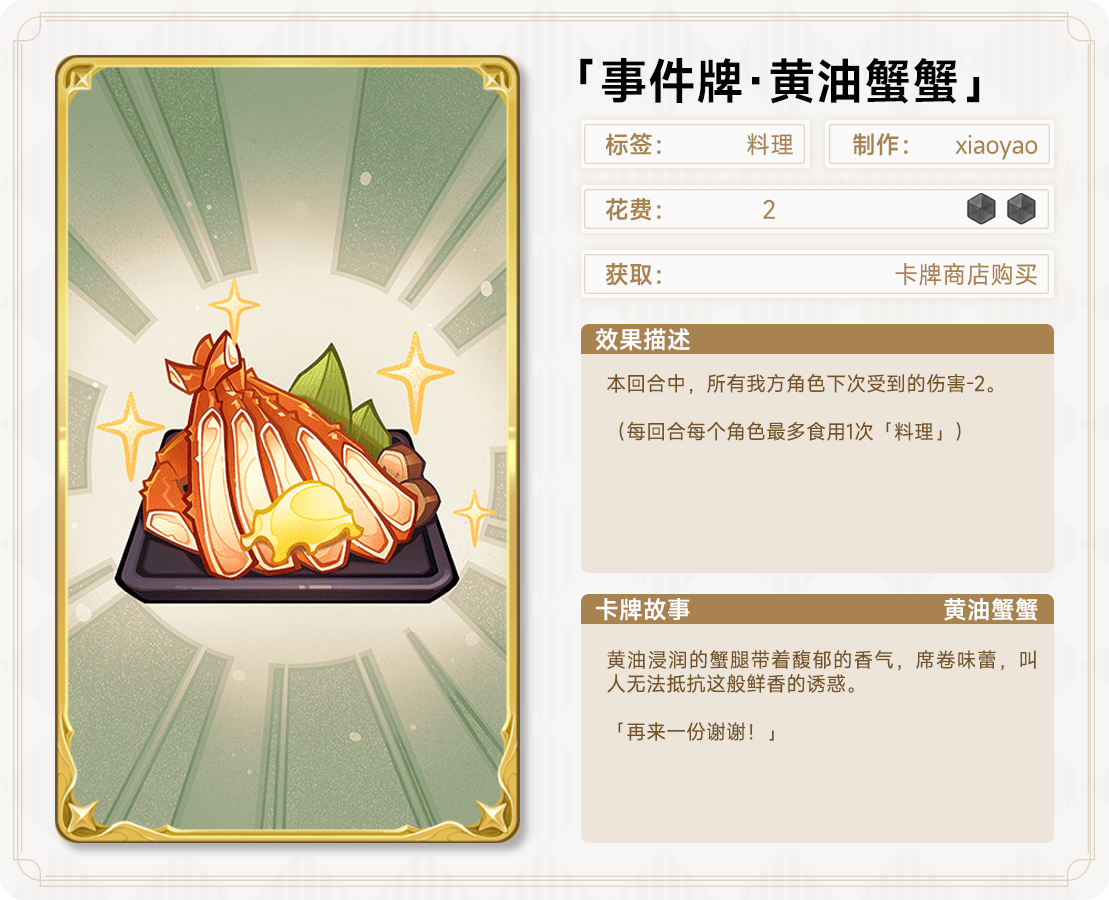 「事件牌·黄油蟹蟹」
标签： 料理
制作： xiaoyao
花费： 2
获取： 卡牌商店购买
效果描述
本回合中，所有我方角色下次受到的伤害-2。
（每回合每个角色最多食用1次「料理」）
卡牌故事 黄油蟹蟹
黄油浸润的蟹腿带着馥郁的香气，席卷味蕾，叫
人无法抵抗这般鲜香的诱惑。
「再来一份谢谢！」